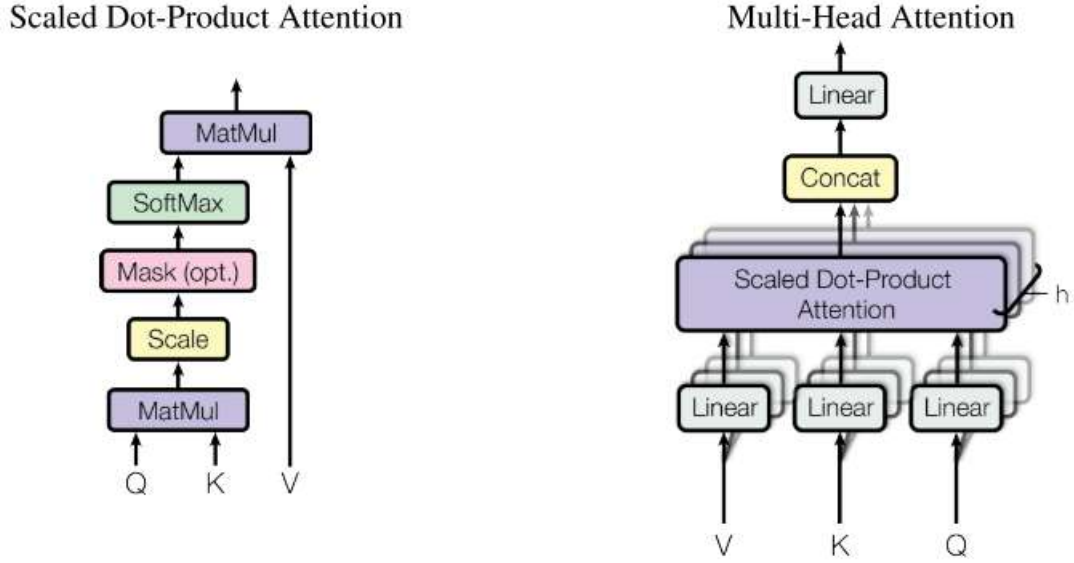 Scaled Dot-Product Attention
MatMul
SoftMax
Mask (opt.)
Scale
MatMul
Q K V
Multi-Head Attention
Linear
Concat
Scaled Dot-Product
Attention
h
Linear Linear Linear
V K Q